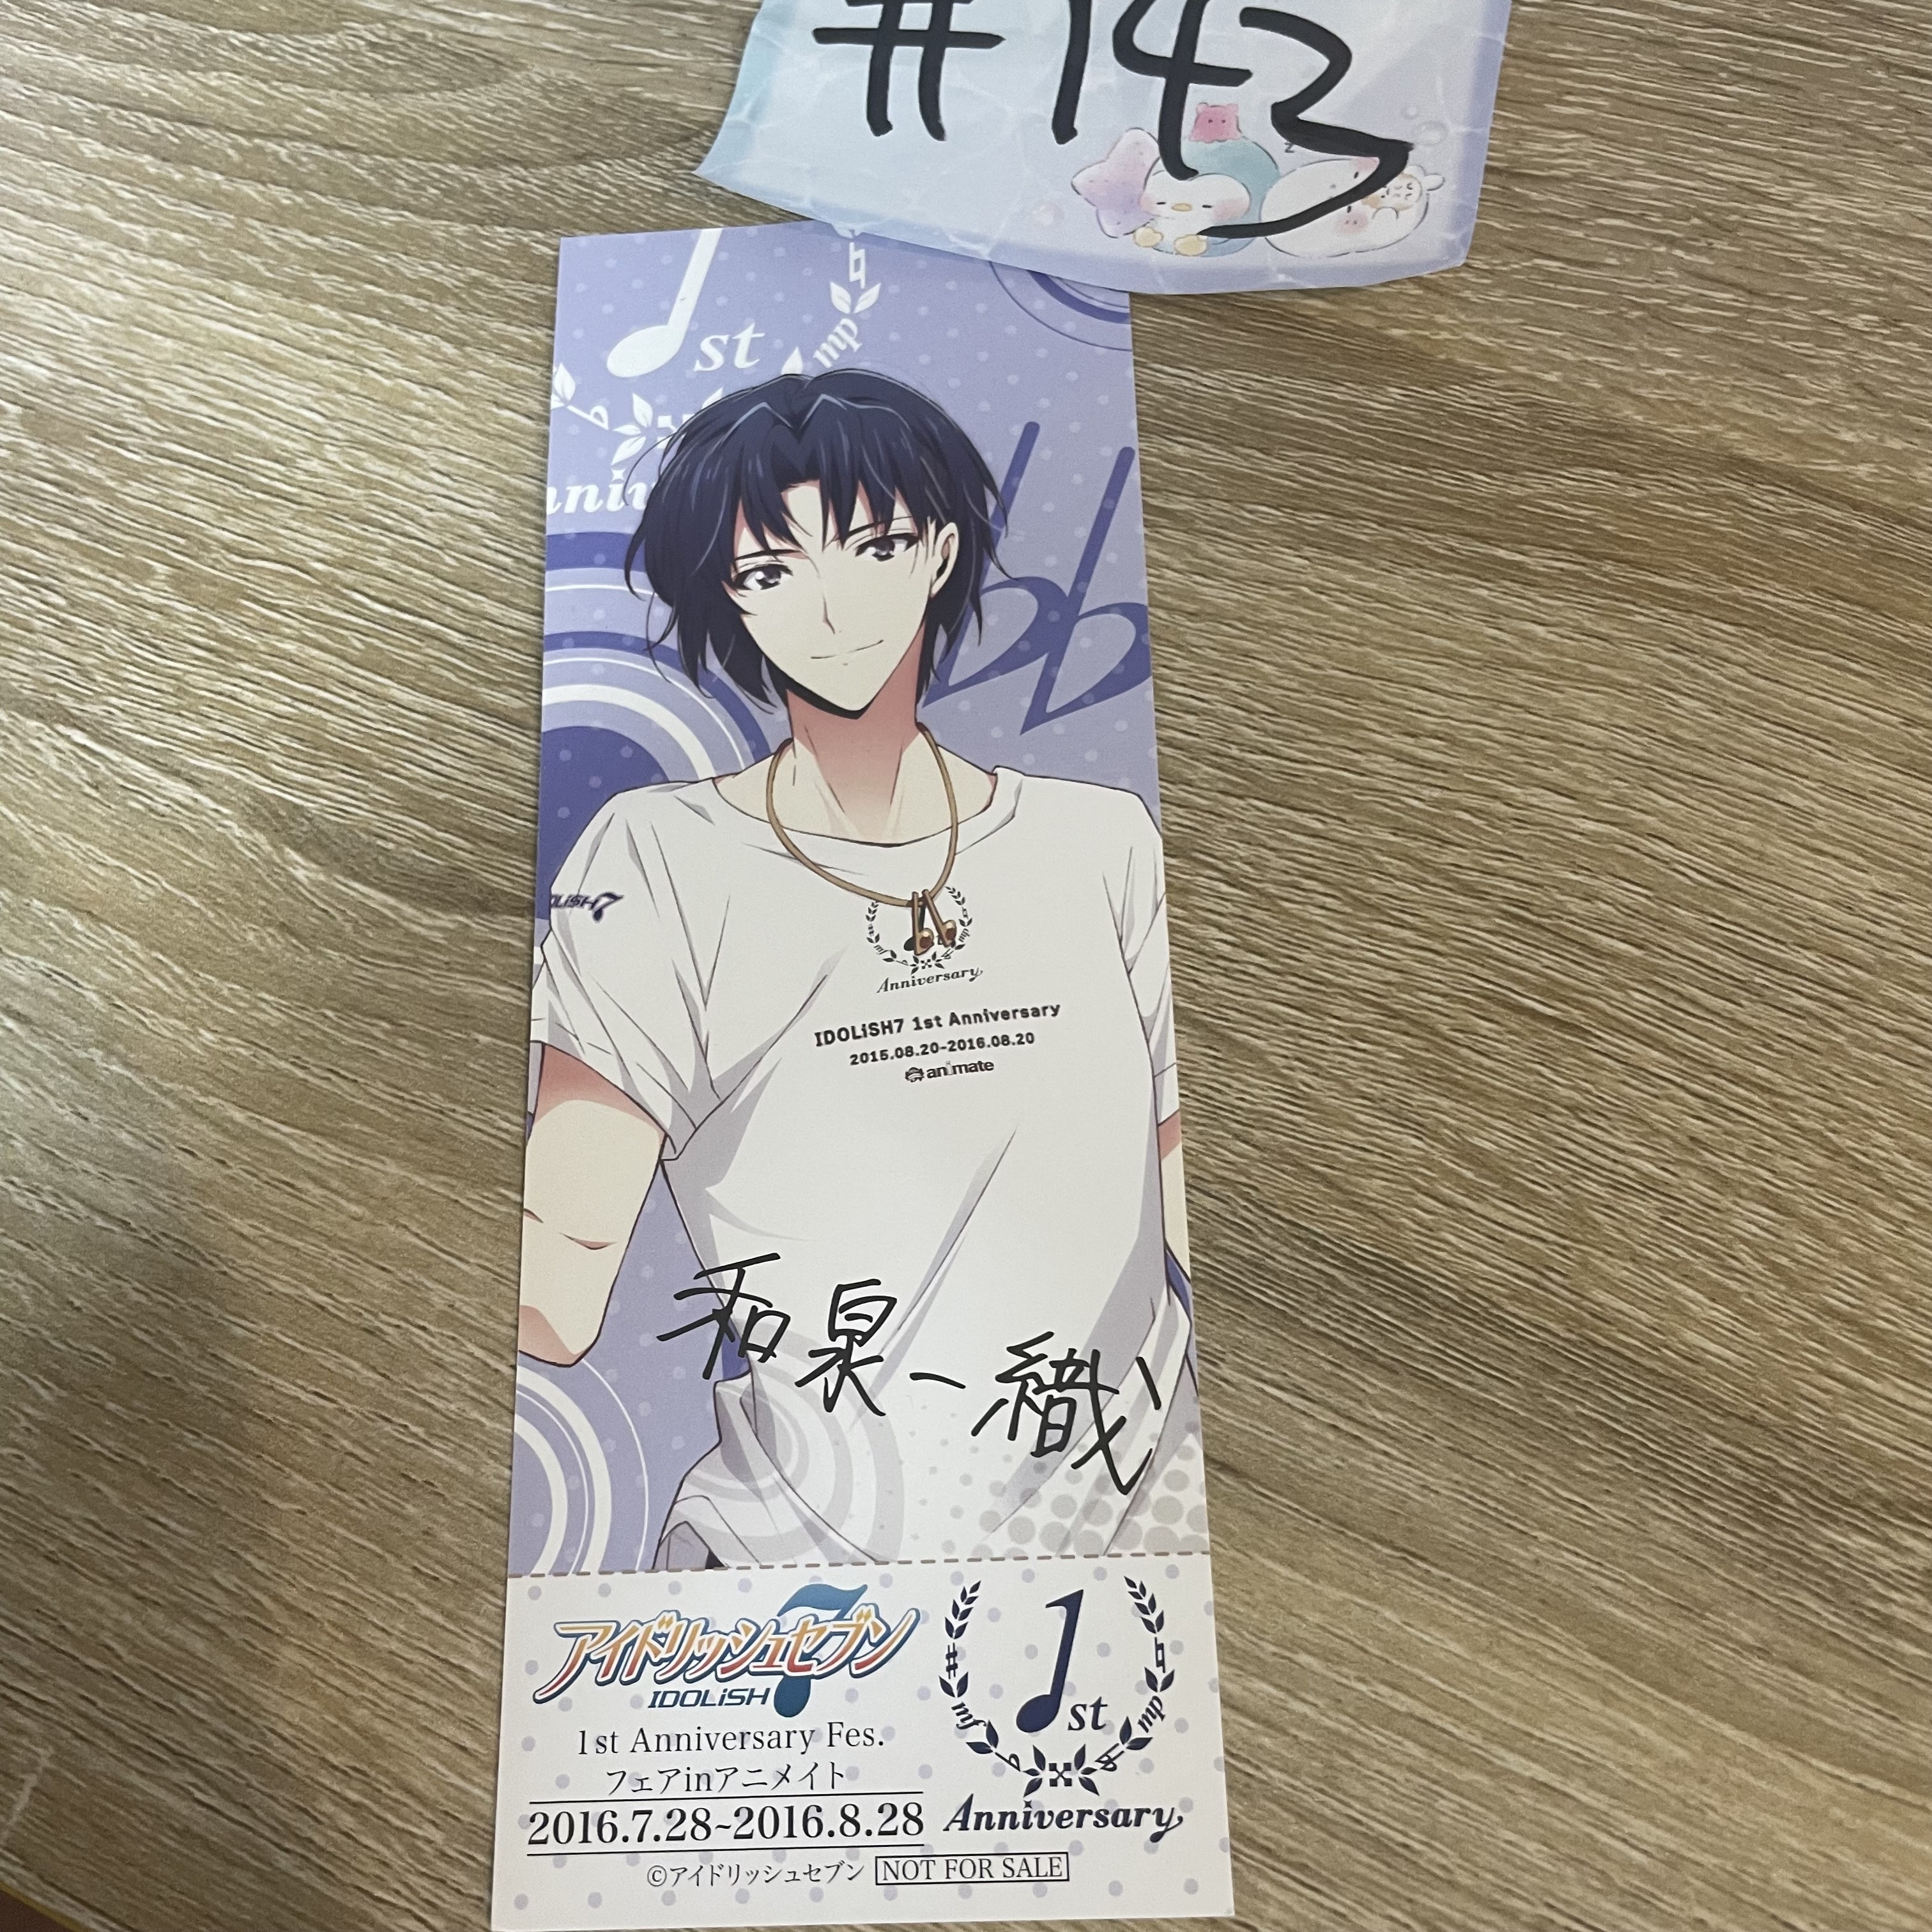 #143
1st
mp
IDOLiSH7
Anniversary
IDOLiSH7 1st Anniversary
2015.08.20-2016.08.20
animate
和泉一織
アイドリッシュセブン
IDOLiSH7
1st Anniversary Fes.
フェアinアニメイト
2016.7.28~2016.8.28
©アイドリッシュセブン NOT FOR SALE
1st
mf mp
Anniversary